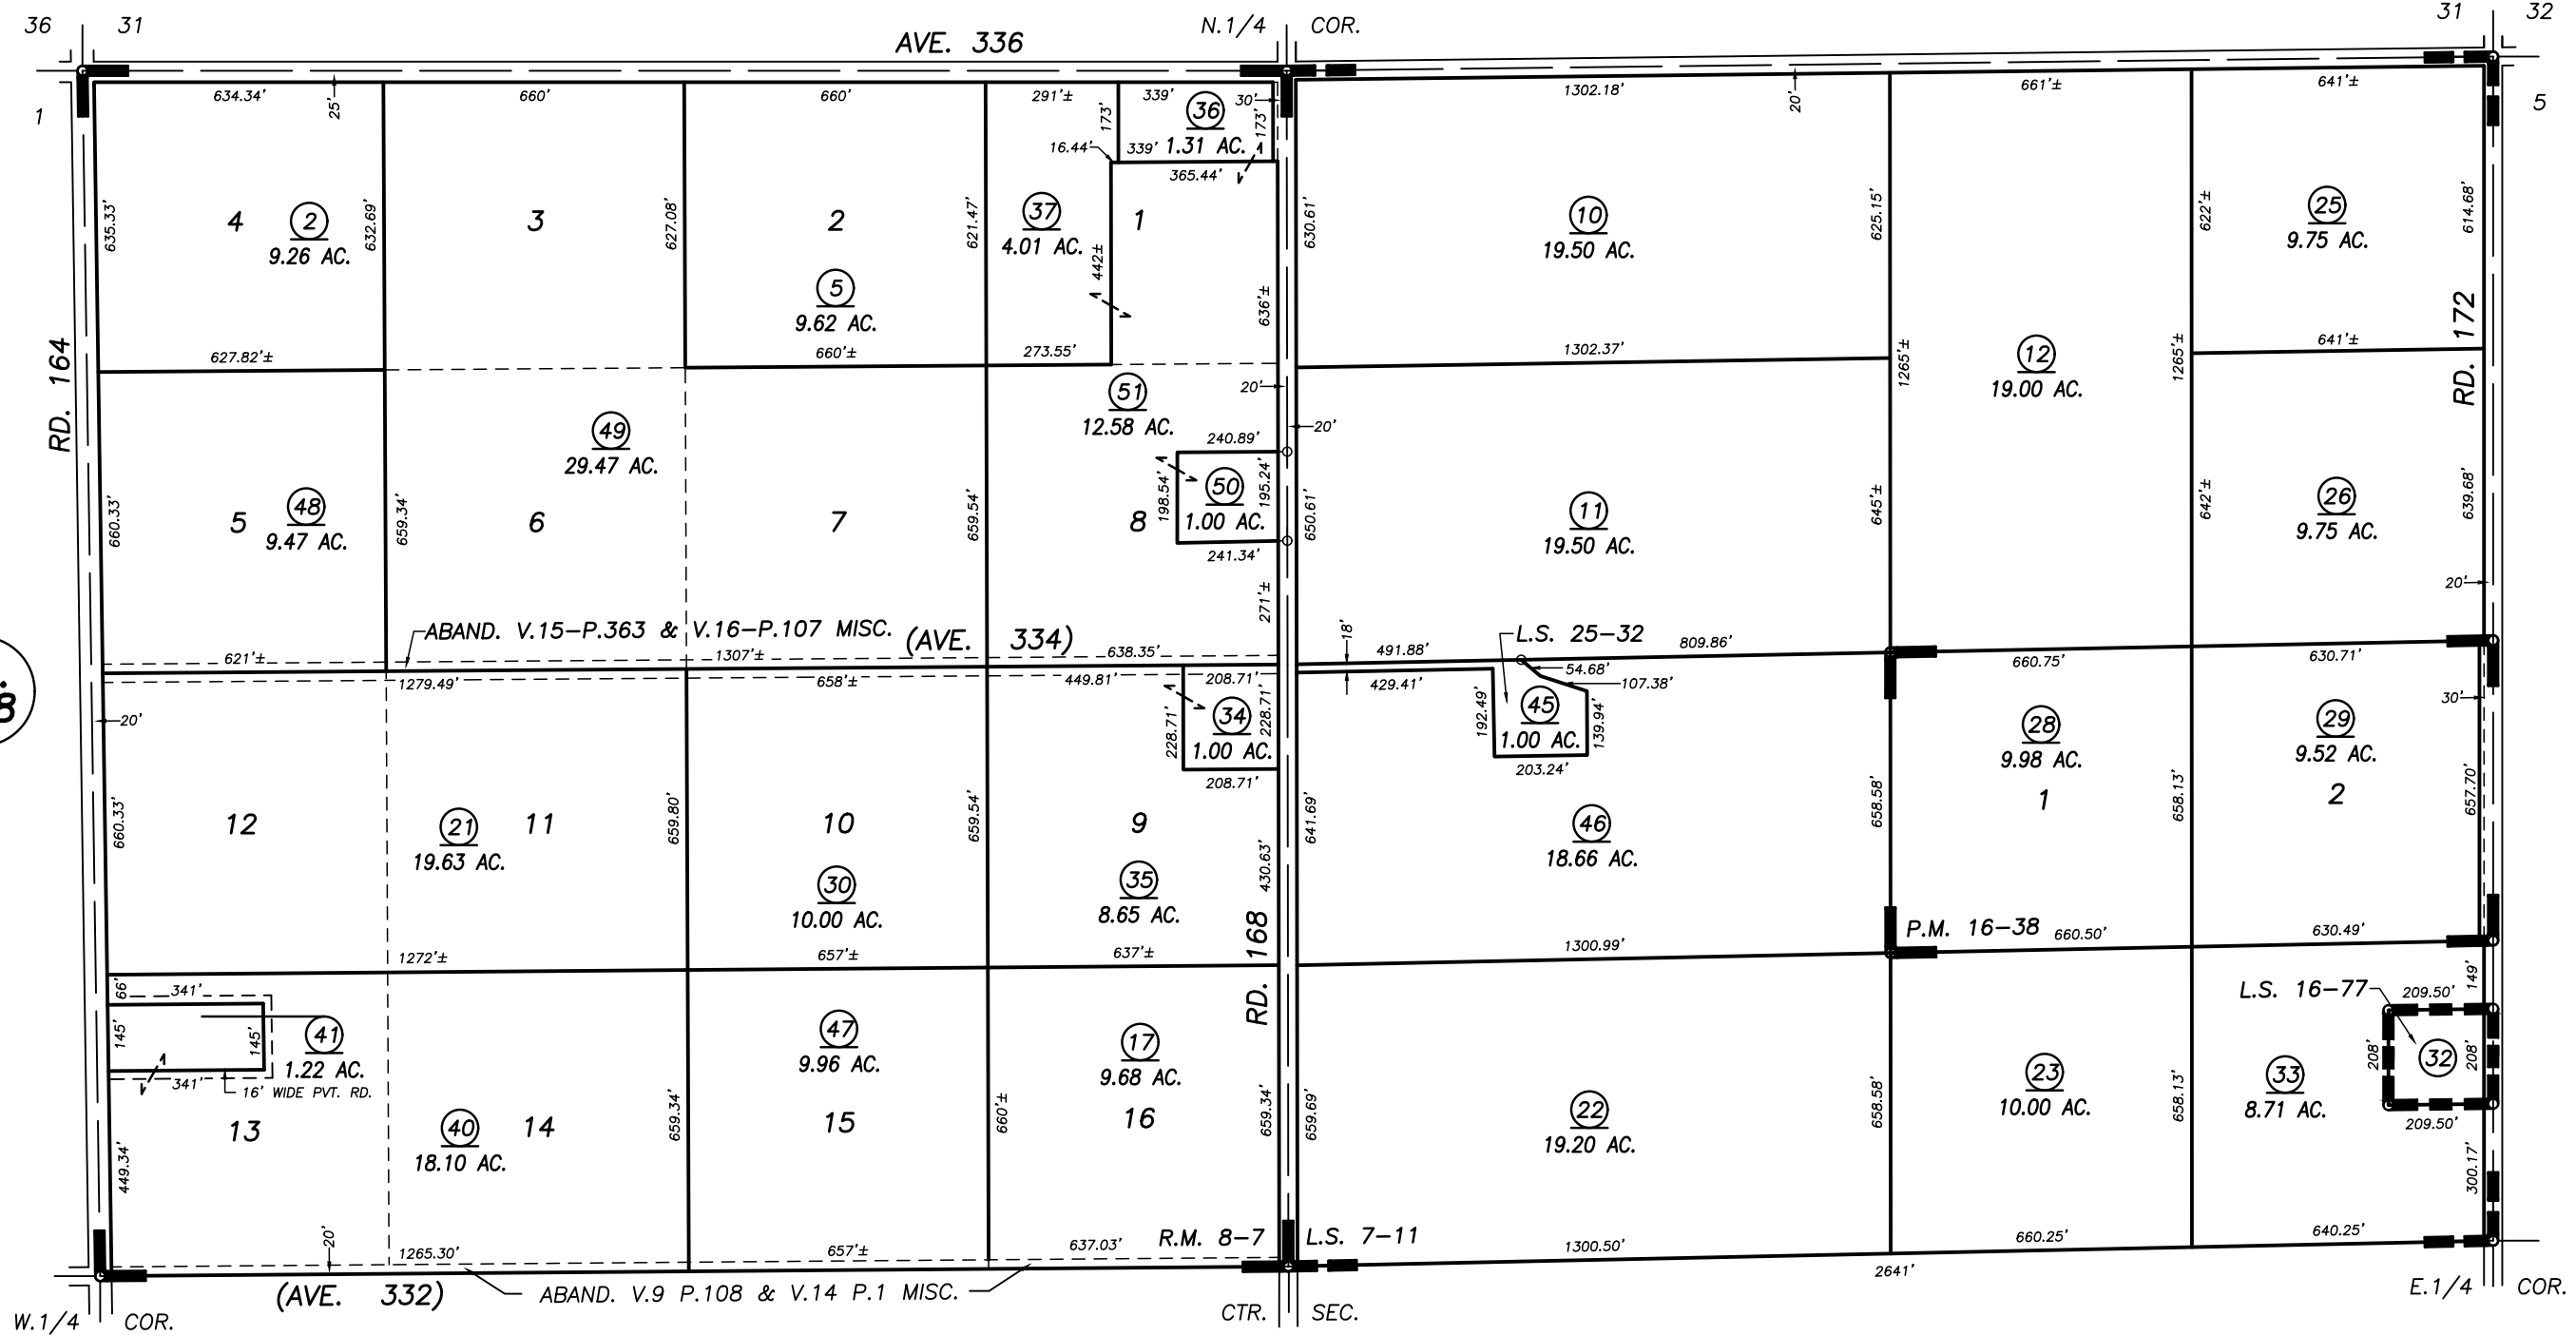 36 31 N.1/4 COR. 31 32
AVE. 336
1 5
634.34' 25' 660' 660' 291'± 339' 30' 1302.18' 20' 661'± 641'±
173' 36 173'
16.44' 339' 1.31 AC.
365.44'
635.33' 4 2 632.69' 3 627.08' 2 621.47' 37 1 630.61' 10 625.15' 622'± 25 614.68'
9.26 AC. 4.01 AC. 442± 19.50 AC. 9.75 AC.
5 636'±
9.62 AC.
RD. 164 627.82'± 660'± 273.55' 1302.37' 1265'± 12 1265'± 641'± RD. 172
19.00 AC.
51 20'
12.58 AC. 20'
49 240.89'
29.47 AC.
660.33' 5 48 659.34' 6 7 659.54' 8 198.54' 50 195.24' 650.61' 11 645'± 642'± 26 639.68'
9.47 AC. 1.00 AC. 19.50 AC. 9.75 AC.
241.34'
271'± 20'
ABAND. V.15-P.363 & V.16-P.107 MISC. (AVE. 334) 18' L.S. 25-32
621'± 1307'± 638.35' 491.88' 809.86' 660.75' 630.71'
54.68'
1279.49' 658'± 449.81' 208.71' 429.41' 107.38'
20' 228.71' 34 228.71' 192.49' 45 139.94' 28 29 30'
1.00 AC. 1.00 AC. 9.98 AC. 9.52 AC.
208.71' 203.24'
660.33' 12 21 11 659.80' 10 659.54' 9 641.69' 46 658.58' 1 658.13' 2 657.70'
19.63 AC. 18.66 AC.
30 35 430.63'
10.00 AC. 8.65 AC.
RD. 168 P.M. 16-38 660.50' 630.49'
1272'± 657'± 637'± 1300.99'
66' 341' L.S. 16-77 209.50' 149'
145' 145' 41 47 17 208' 32 208'
1.22 AC. 9.96 AC. 9.68 AC.
341' 16' WIDE PVT. RD. 23 33
10.00 AC. 8.71 AC.
449.34' 13 40 14 659.34' 15 660'± 16 659.34' 659.69' 22 658.58' 658.13' 209.50' 300.17'
18.10 AC. 19.20 AC.
20' R.M. 8-7 L.S. 7-11
1265.30' 657'± 637.03' 1300.50' 660.25' 640.25'
2641'
(AVE. 332) ABAND. V.9 P.108 & V.14 P.1 MISC.
W.1/4 COR. CTR. SEC. E.1/4 COR.